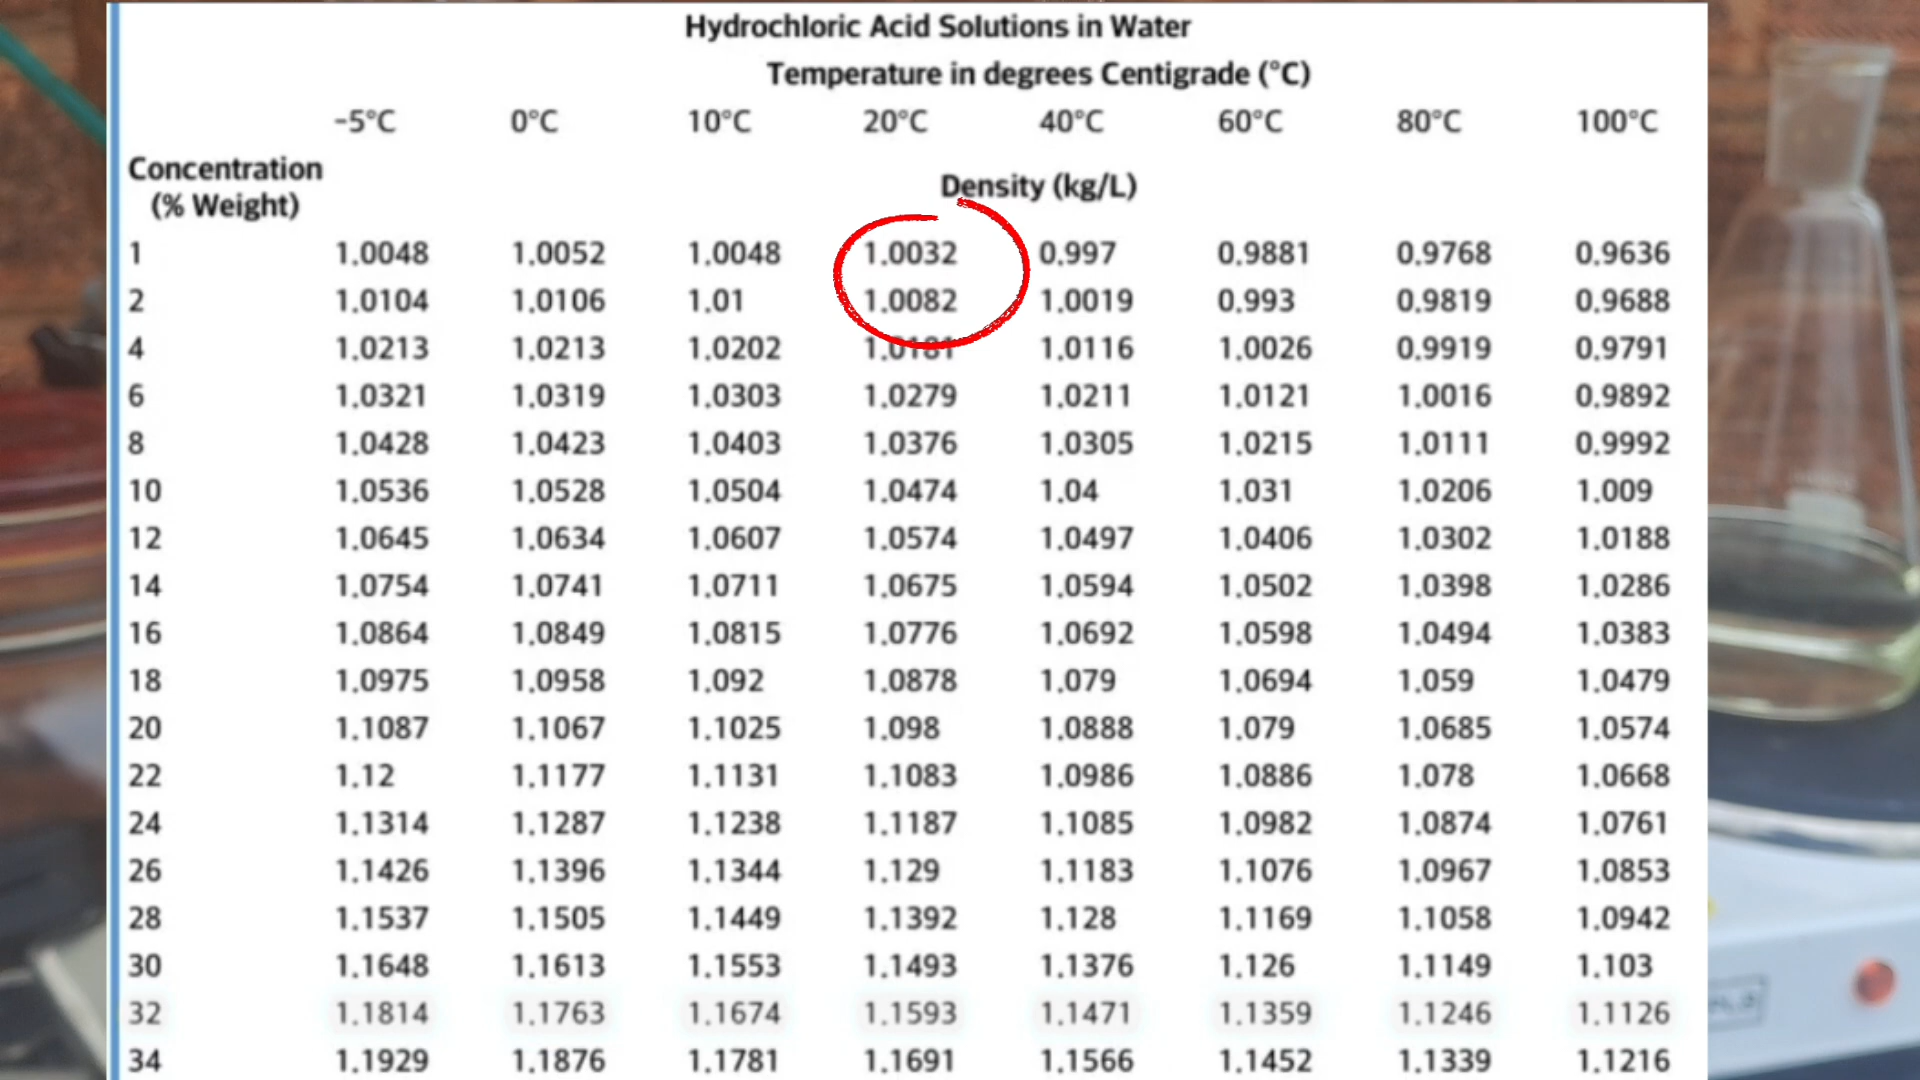 Hydrochloric Acid Solutions in Water
Temperature in degrees Centigrade (°C)
-5°C 0°C 10°C 20°C 40°C 60°C 80°C 100°C
Concentration
(% Weight)
Density (kg/L)
1 1.0048 1.0052 1.0048 1.0032 0.997 0.9881 0.9768 0.9636
2 1.0104 1.0106 1.01 1.0082 1.0019 0.993 0.9819 0.9688
4 1.0213 1.0213 1.0202 1.0181 1.0116 1.0026 0.9919 0.9791
6 1.0321 1.0319 1.0303 1.0279 1.0211 1.0121 1.0016 0.9892
8 1.0428 1.0423 1.0403 1.0376 1.0305 1.0215 1.0111 0.9992
10 1.0536 1.0528 1.0504 1.0474 1.04 1.031 1.0206 1.009
12 1.0645 1.0634 1.0607 1.0574 1.0497 1.0406 1.0302 1.0188
14 1.0754 1.0741 1.0711 1.0675 1.0594 1.0502 1.0398 1.0286
16 1.0864 1.0849 1.0815 1.0776 1.0692 1.0598 1.0494 1.0383
18 1.0975 1.0958 1.092 1.0878 1.079 1.0694 1.059 1.0479
20 1.1087 1.1067 1.1025 1.098 1.0888 1.079 1.0685 1.0574
22 1.12 1.1177 1.1131 1.1083 1.0986 1.0886 1.078 1.0668
24 1.1314 1.1287 1.1238 1.1187 1.1085 1.0982 1.0874 1.0761
26 1.1426 1.1396 1.1344 1.129 1.1183 1.1076 1.0967 1.0853
28 1.1537 1.1505 1.1449 1.1392 1.128 1.1169 1.1058 1.0942
30 1.1648 1.1613 1.1553 1.1493 1.1376 1.126 1.1149 1.103
32 1.1814 1.1763 1.1674 1.1593 1.1471 1.1359 1.1246 1.1126
34 1.1929 1.1876 1.1781 1.1691 1.1566 1.1452 1.1339 1.1216